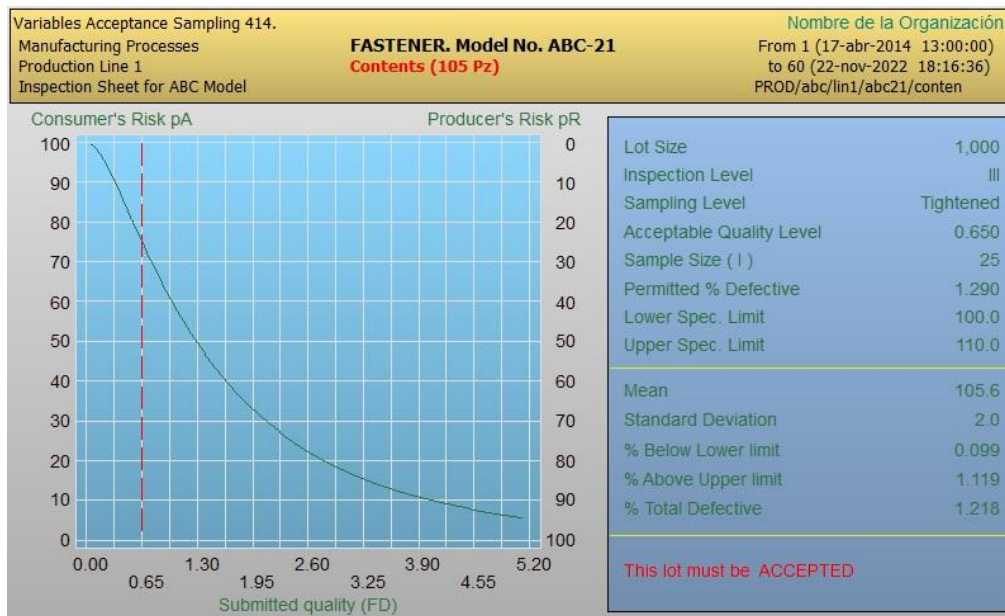 Variables Acceptance Sampling 414.
Manufacturing Processes
Production Line 1
Inspection Sheet for ABC Model
FASTENER. Model No. ABC-21
Contents (105 Pz)
Nombre de la Organización
From 1 (17-abr-2014 13:00:00)
to 60 (22-nov-2022 18:16:36)
PROD/abc/lin1/abc21/conten
Consumer's Risk pA
Producer's Risk pR
100 0
90 10
80 20
70 30
60 40
50 50
40 60
30 70
20 80
10 90
0 100
0.00 1.30 2.60 3.90 5.20
0.65 1.95 3.25 4.55
Submitted quality (FD)
Lot Size 1,000
Inspection Level III
Sampling Level Tightened
Acceptable Quality Level 0.650
Sample Size ( I ) 25
Permitted % Defective 1.290
Lower Spec. Limit 100.0
Upper Spec. Limit 110.0
Mean 105.6
Standard Deviation 2.0
% Below Lower limit 0.099
% Above Upper limit 1.119
% Total Defective 1.218
This lot must be ACCEPTED